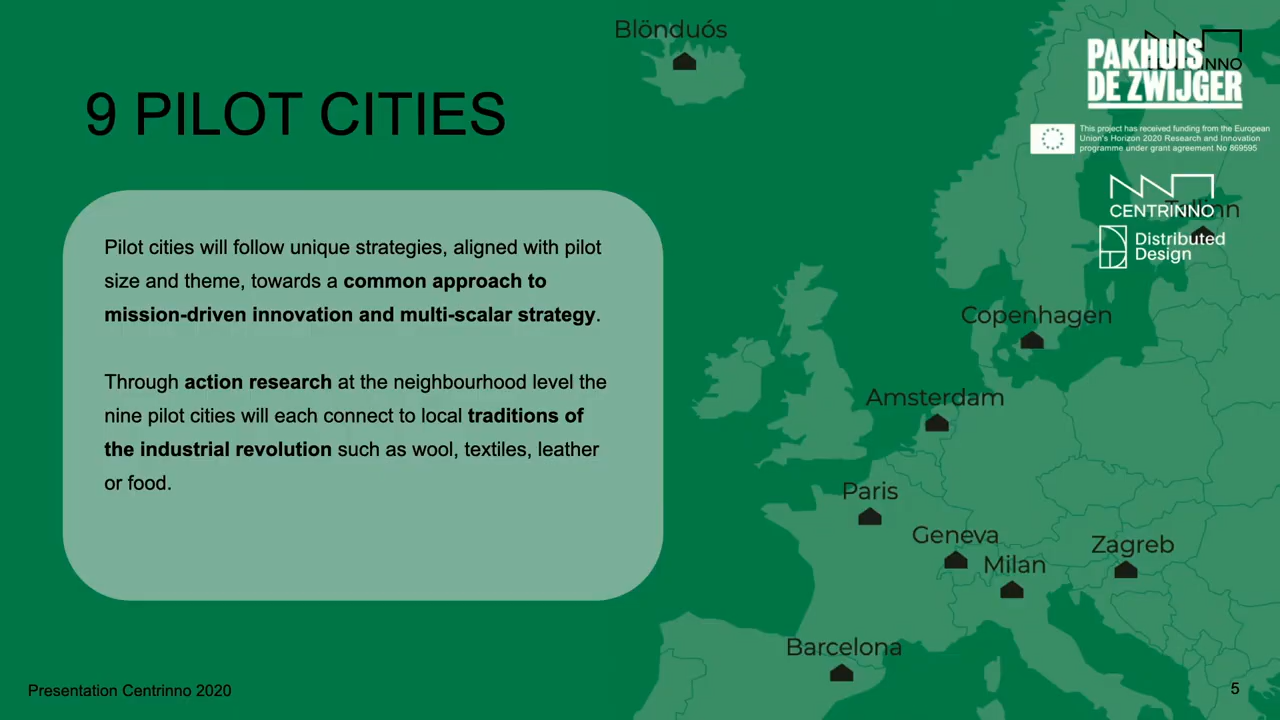 Blönduós
9 PILOT CITIES
PAKHUIS
DE ZWIJGER
This project has received funding from the European
Union's Horizon 2020 Research and Innovation
programme under grant agreement No 869595
CENTRINNO
Tallinn
Distributed
Design
Pilot cities will follow unique strategies, aligned with pilot
size and theme, towards a common approach to
mission-driven innovation and multi-scalar strategy.
Through action research at the neighbourhood level the
nine pilot cities will each connect to local traditions of
the industrial revolution such as wool, textiles, leather
or food.
Copenhagen
Amsterdam
Paris
Geneva
Milan
Zagreb
Barcelona
Presentation Centrinno 2020
5